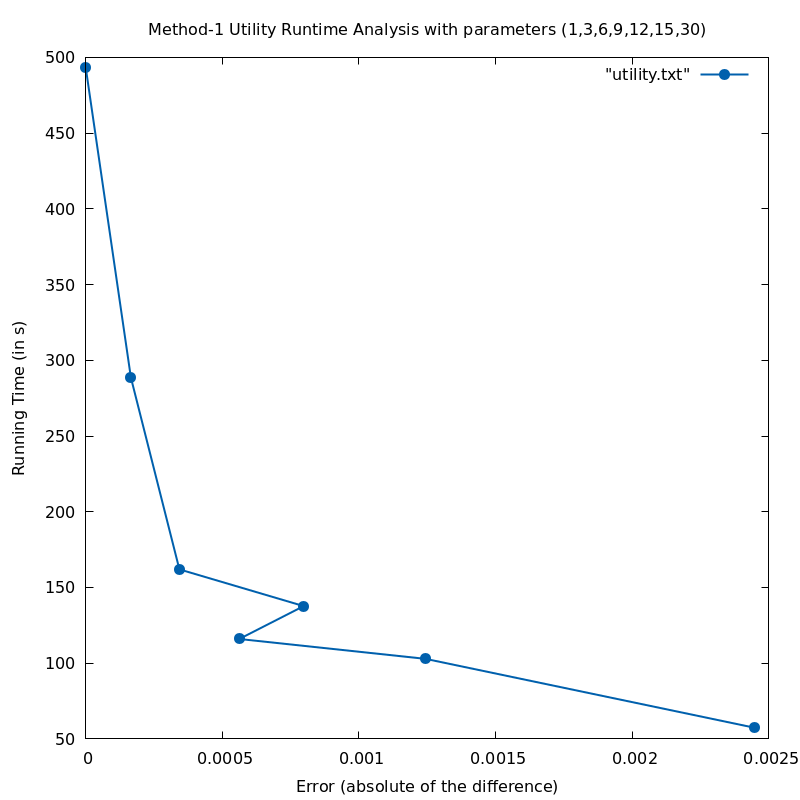 Method-1 Utility Runtime Analysis with parameters (1,3,6,9,12,15,30)
"utility.txt"
500
450
400
350
300
250
200
150
100
50
Running Time (in s)
0 0.0005 0.001 0.0015 0.002 0.0025
Error (absolute of the difference)